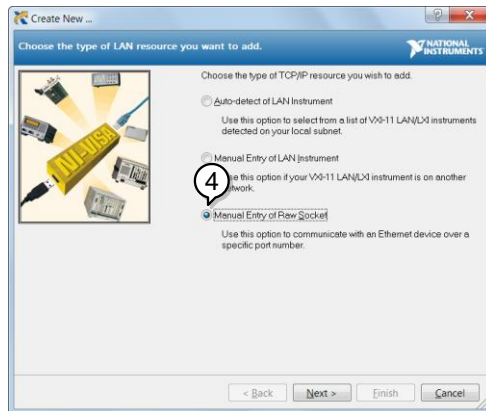 Create New ...
Choose the type of LAN resource you want to add.
NATIONAL
INSTRUMENTS
Choose the type of TCP/IP resource you wish to add.
Auto-detect of LAN Instrument
Use this option to select from a list of VXI-11 LAN/LXI instruments
detected on your local subnet.
Manual Entry of LAN Instrument
this option if your VXI-11 LAN/LXI instrument is on another
4
Manual Entry of Raw Socket
Use this option to communicate with an Ethernet device over a
specific port number.
NI-VISA
< Back
Next >
Finish
Cancel